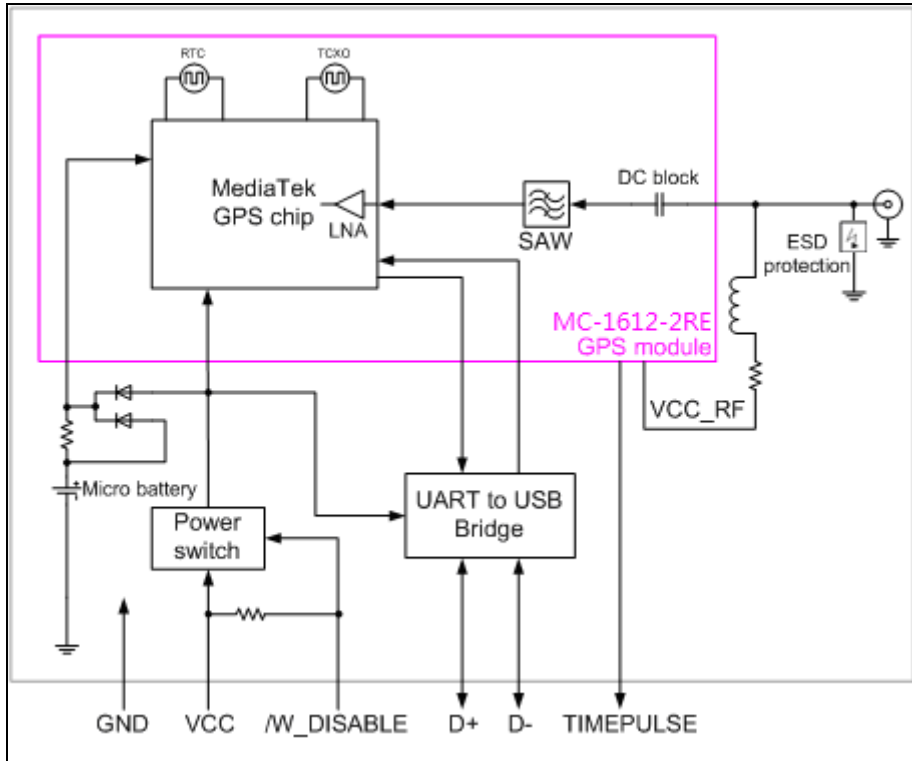 RTC
TCXO
MediaTek
GPS chip
LNA
SAW
DC block
ESD
protection
MC-1612-2RE
GPS module
VCC_RF
Micro battery
Power
switch
UART to USB
Bridge
GND
VCC
/W_DISABLE
D+
D-
TIMEPULSE